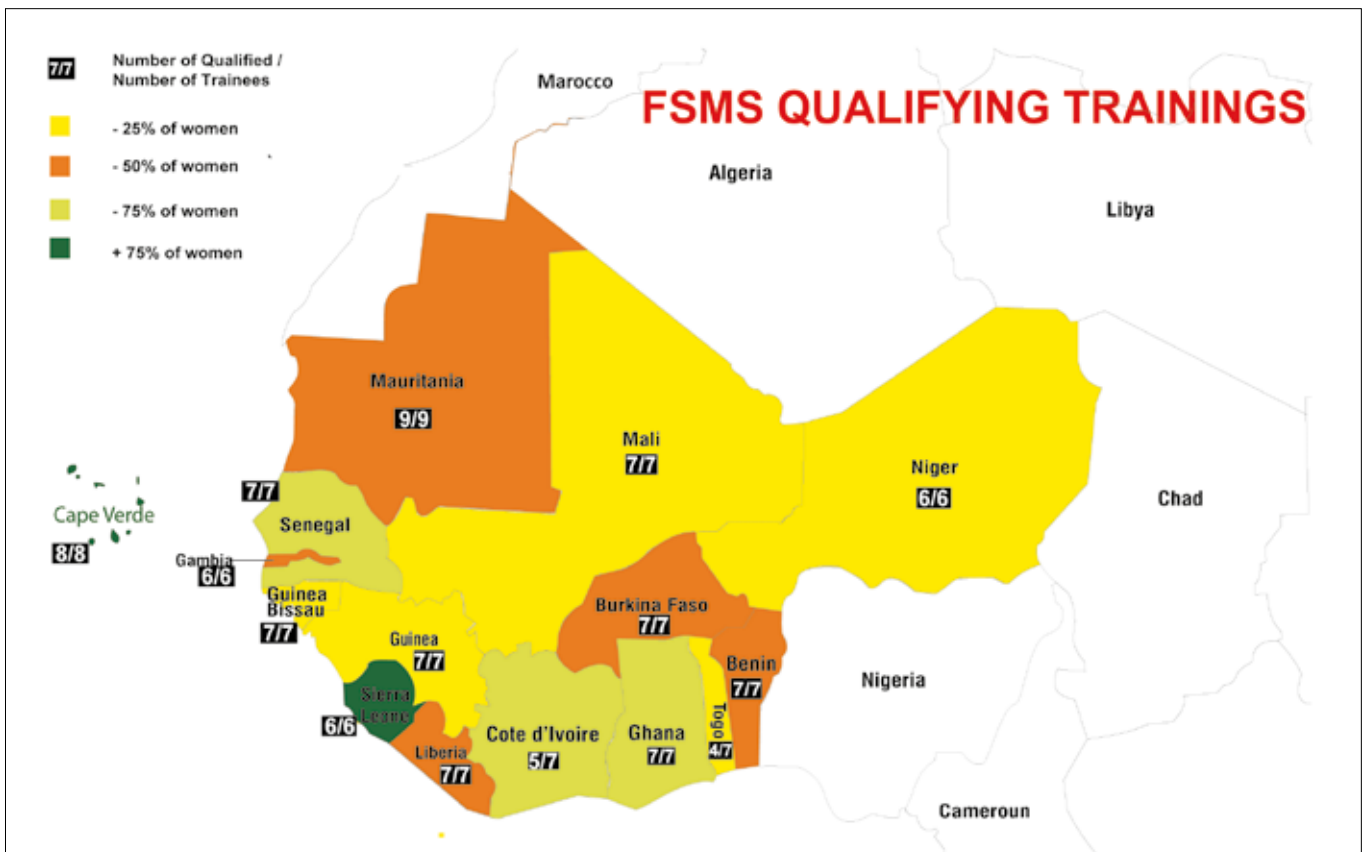 7/7 Number of Qualified /
Number of Trainees
- 25% of women
- 50% of women
- 75% of women
+ 75% of women
FSMS QUALIFYING TRAININGS
Marocco
Algeria
Libya
Mauritania
9/9
Mali
7/7
Niger
6/6
Chad
7/7
Senegal
Cape Verde
8/8
Gambia
6/6
Guinea
Bissau
7/7
Guinea
7/7
Burkina Faso
7/7
Benin
7/7
Nigeria
Sierra
Leone
6/6
Liberia
7/7
Cote d'Ivoire
5/7
Ghana
7/7
Togo
4/7
Cameroun